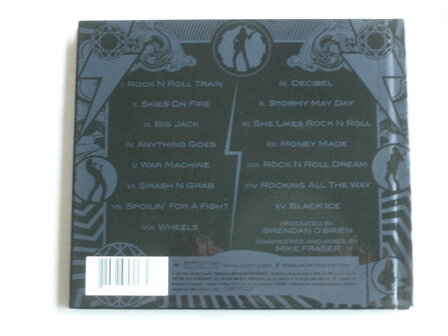 I. ROCK N ROLL TRAIN
II. SKIES ON FIRE
III. BIG JACK
IV. ANYTHING GOES
V. WAR MACHINE
VI. SMASH N GRAB
VII. SPOILIN' FOR A FIGHT
VIII. WHEELS
IX. DECIBEL
X. STORMY MAY DAY
XI. SHE LIKES ROCK N ROLL
XII. MONEY MADE
XIII. ROCK N ROLL DREAM
XIV. ROCKING ALL THE WAY
XIV. BLACK ICE
PRODUCED BY
BRENDAN O'BRIEN
ENGINEERED AND MIXED BY
MIKE FRASER